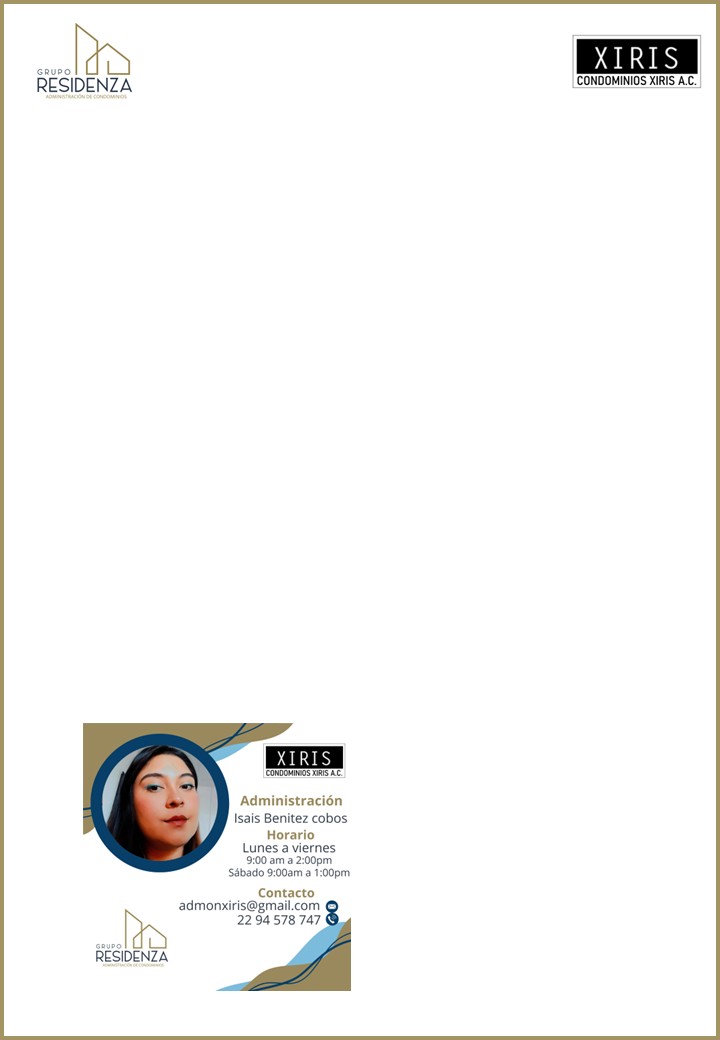 GRUPO
RESIDENZA
ADMINISTRACIÓN DE CONDOMINIOS
XIRIS
CONDOMINIOS XIRIS A.C.
XIRIS
CONDOMINIOS XIRIS A.C.
Administración
Isais Benitez cobos
Horario
Lunes a viernes
9:00 am a 2:00pm
Sábado 9:00am a 1:00pm
Contacto
admonxiris@gmail.com
22 94 578 747
GRUPO
RESIDENZA
ADMINISTRACIÓN DE CONDOMINIOS